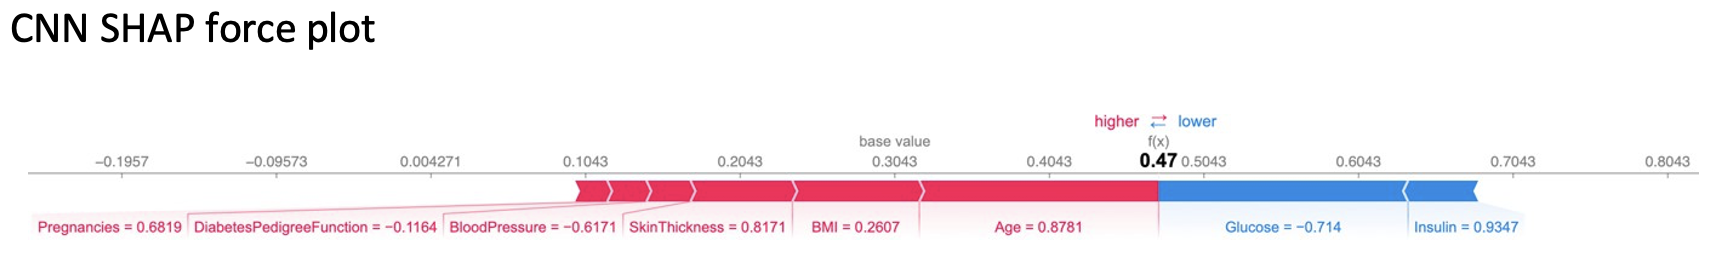 CNN SHAP force plot
higher ⇄ lower
base value f(x)
−0.1957 −0.09573 0.004271 0.1043 0.2043 0.3043 0.4043 0.47 0.5043 0.6043 0.7043 0.8043
Pregnancies = 0.6819 DiabetesPedigreeFunction = −0.1164 BloodPressure = −0.6171 SkinThickness = 0.8171 BMI = 0.2607 Age = 0.8781 Glucose = −0.714 Insulin = 0.9347